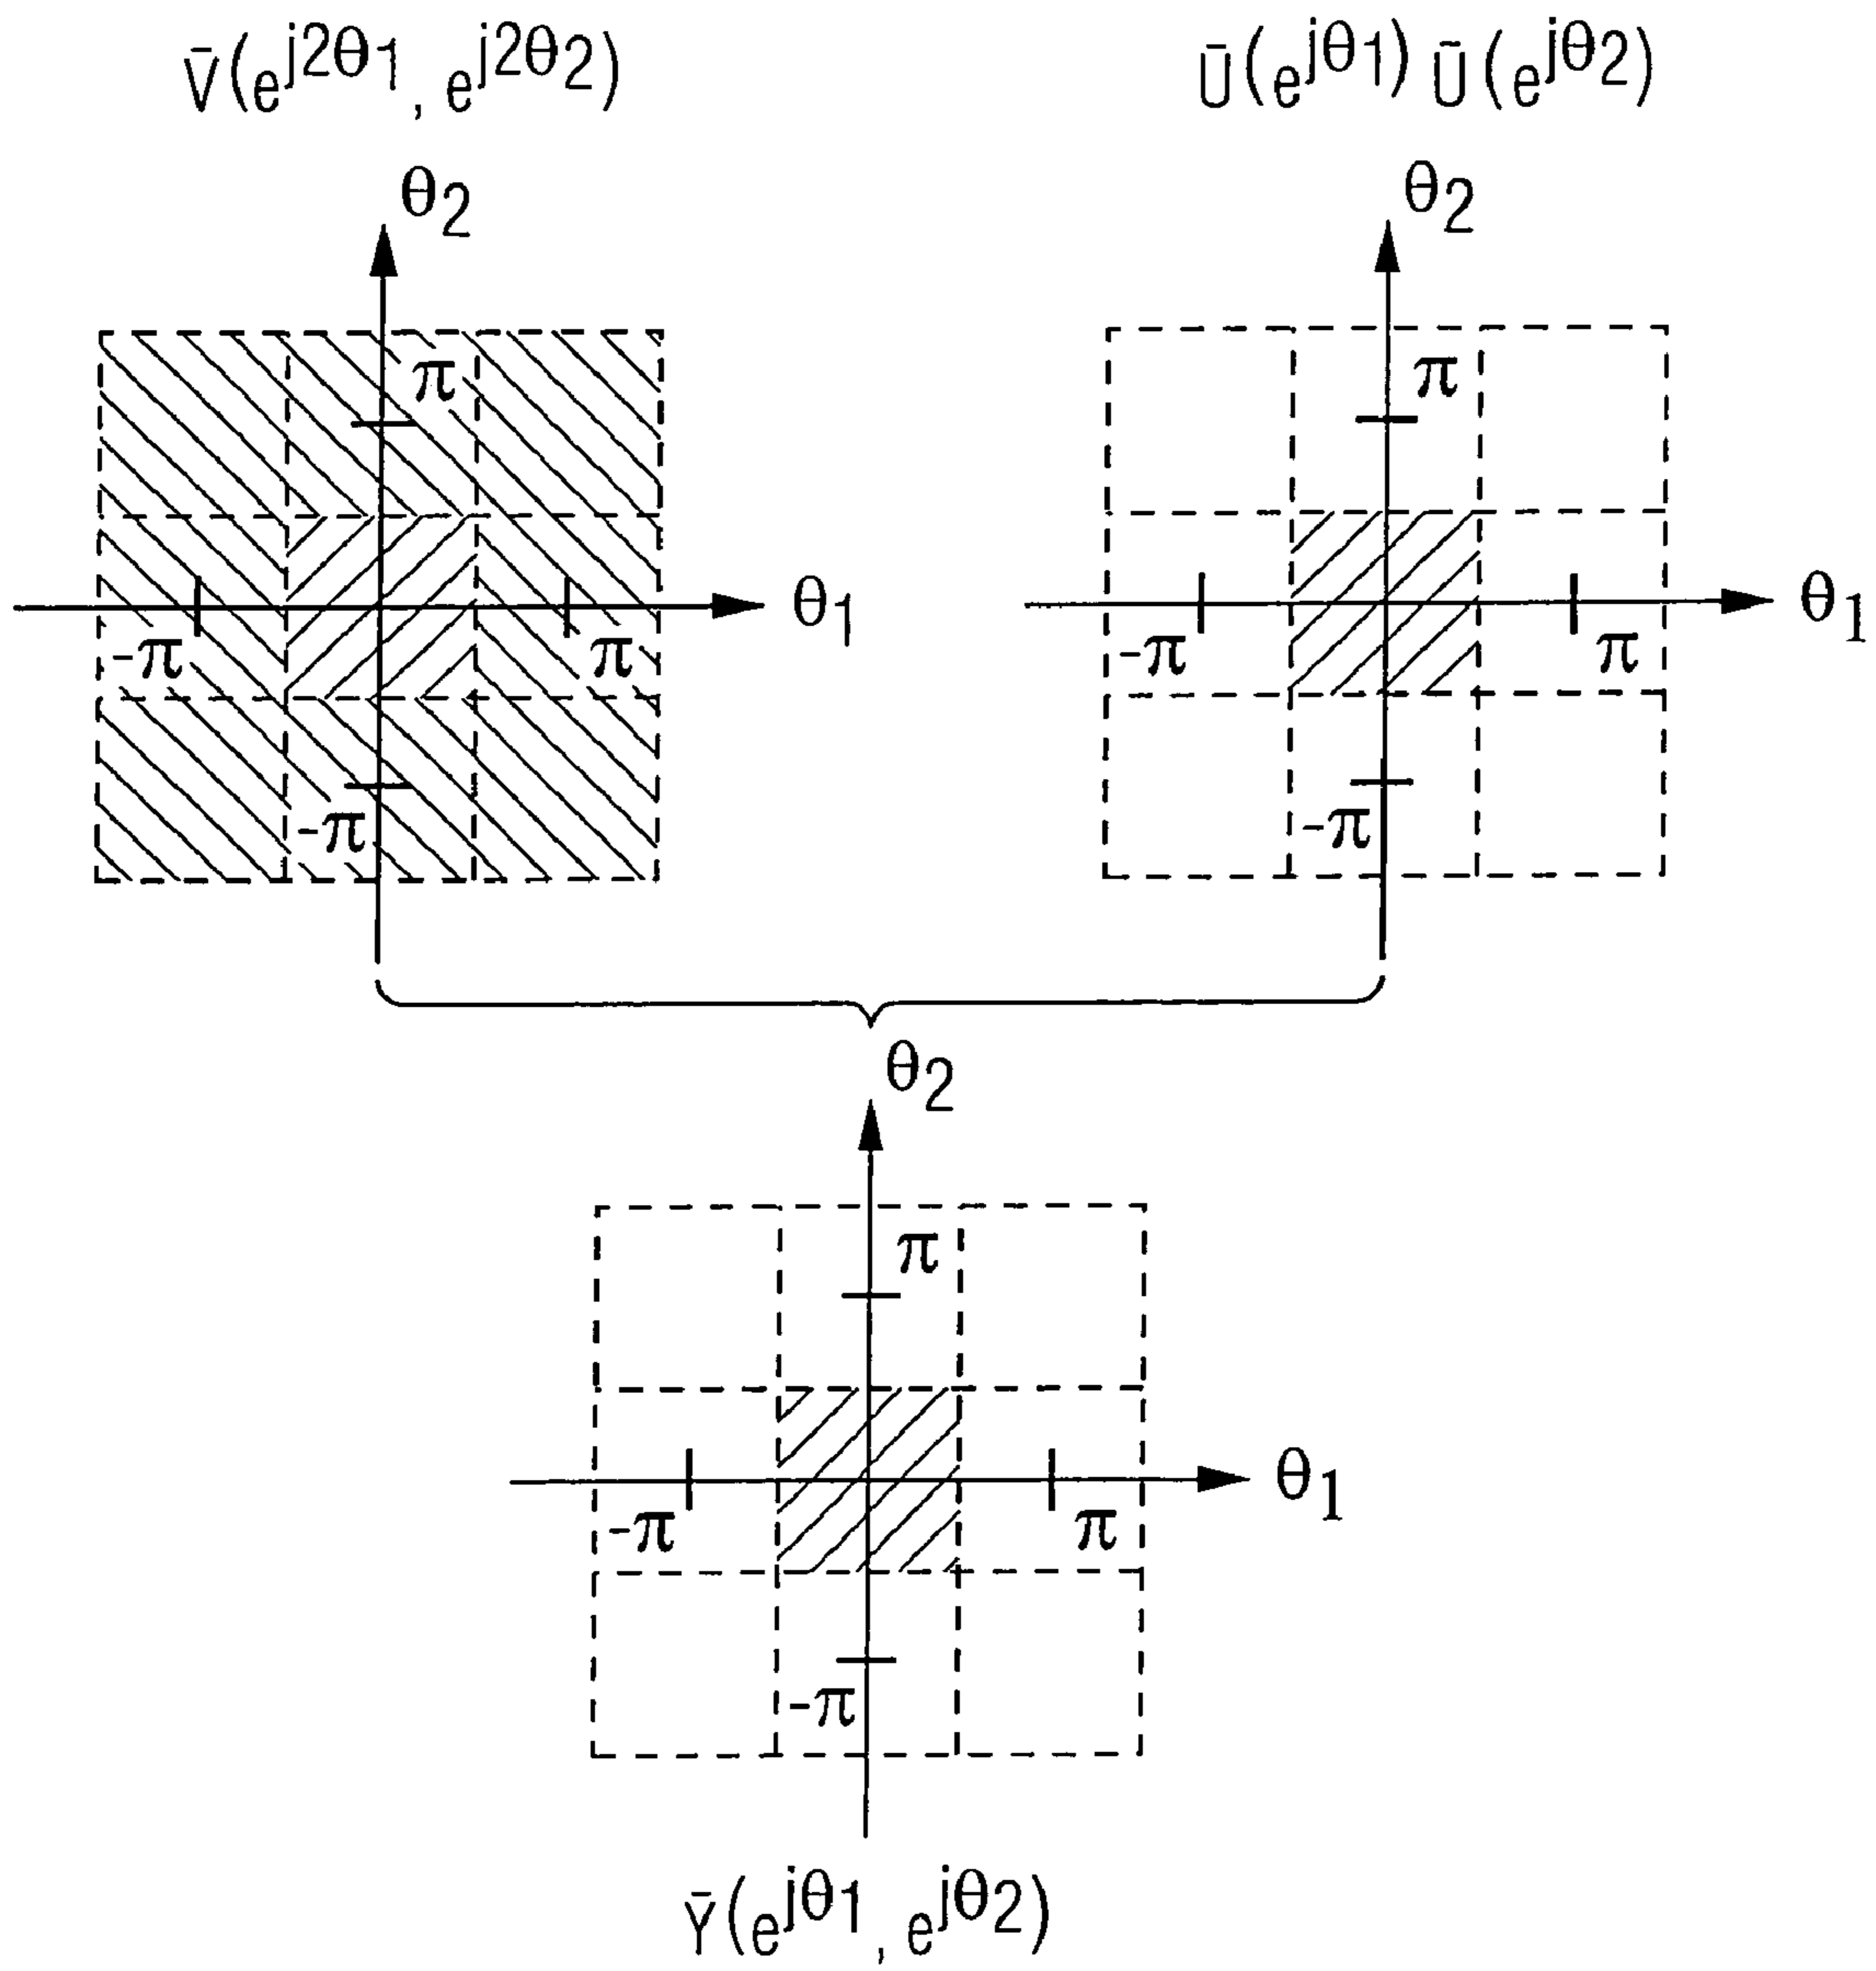 V̄(e^j2θ1, e^j2θ2)
Ū(e^jθ1) Ū(e^jθ2)
θ2
θ2
π
π
θ1
θ1
-π
π
-π
π
-π
-π
θ2
π
θ1
-π
π
-π
Ȳ(e^jθ1, e^jθ2)